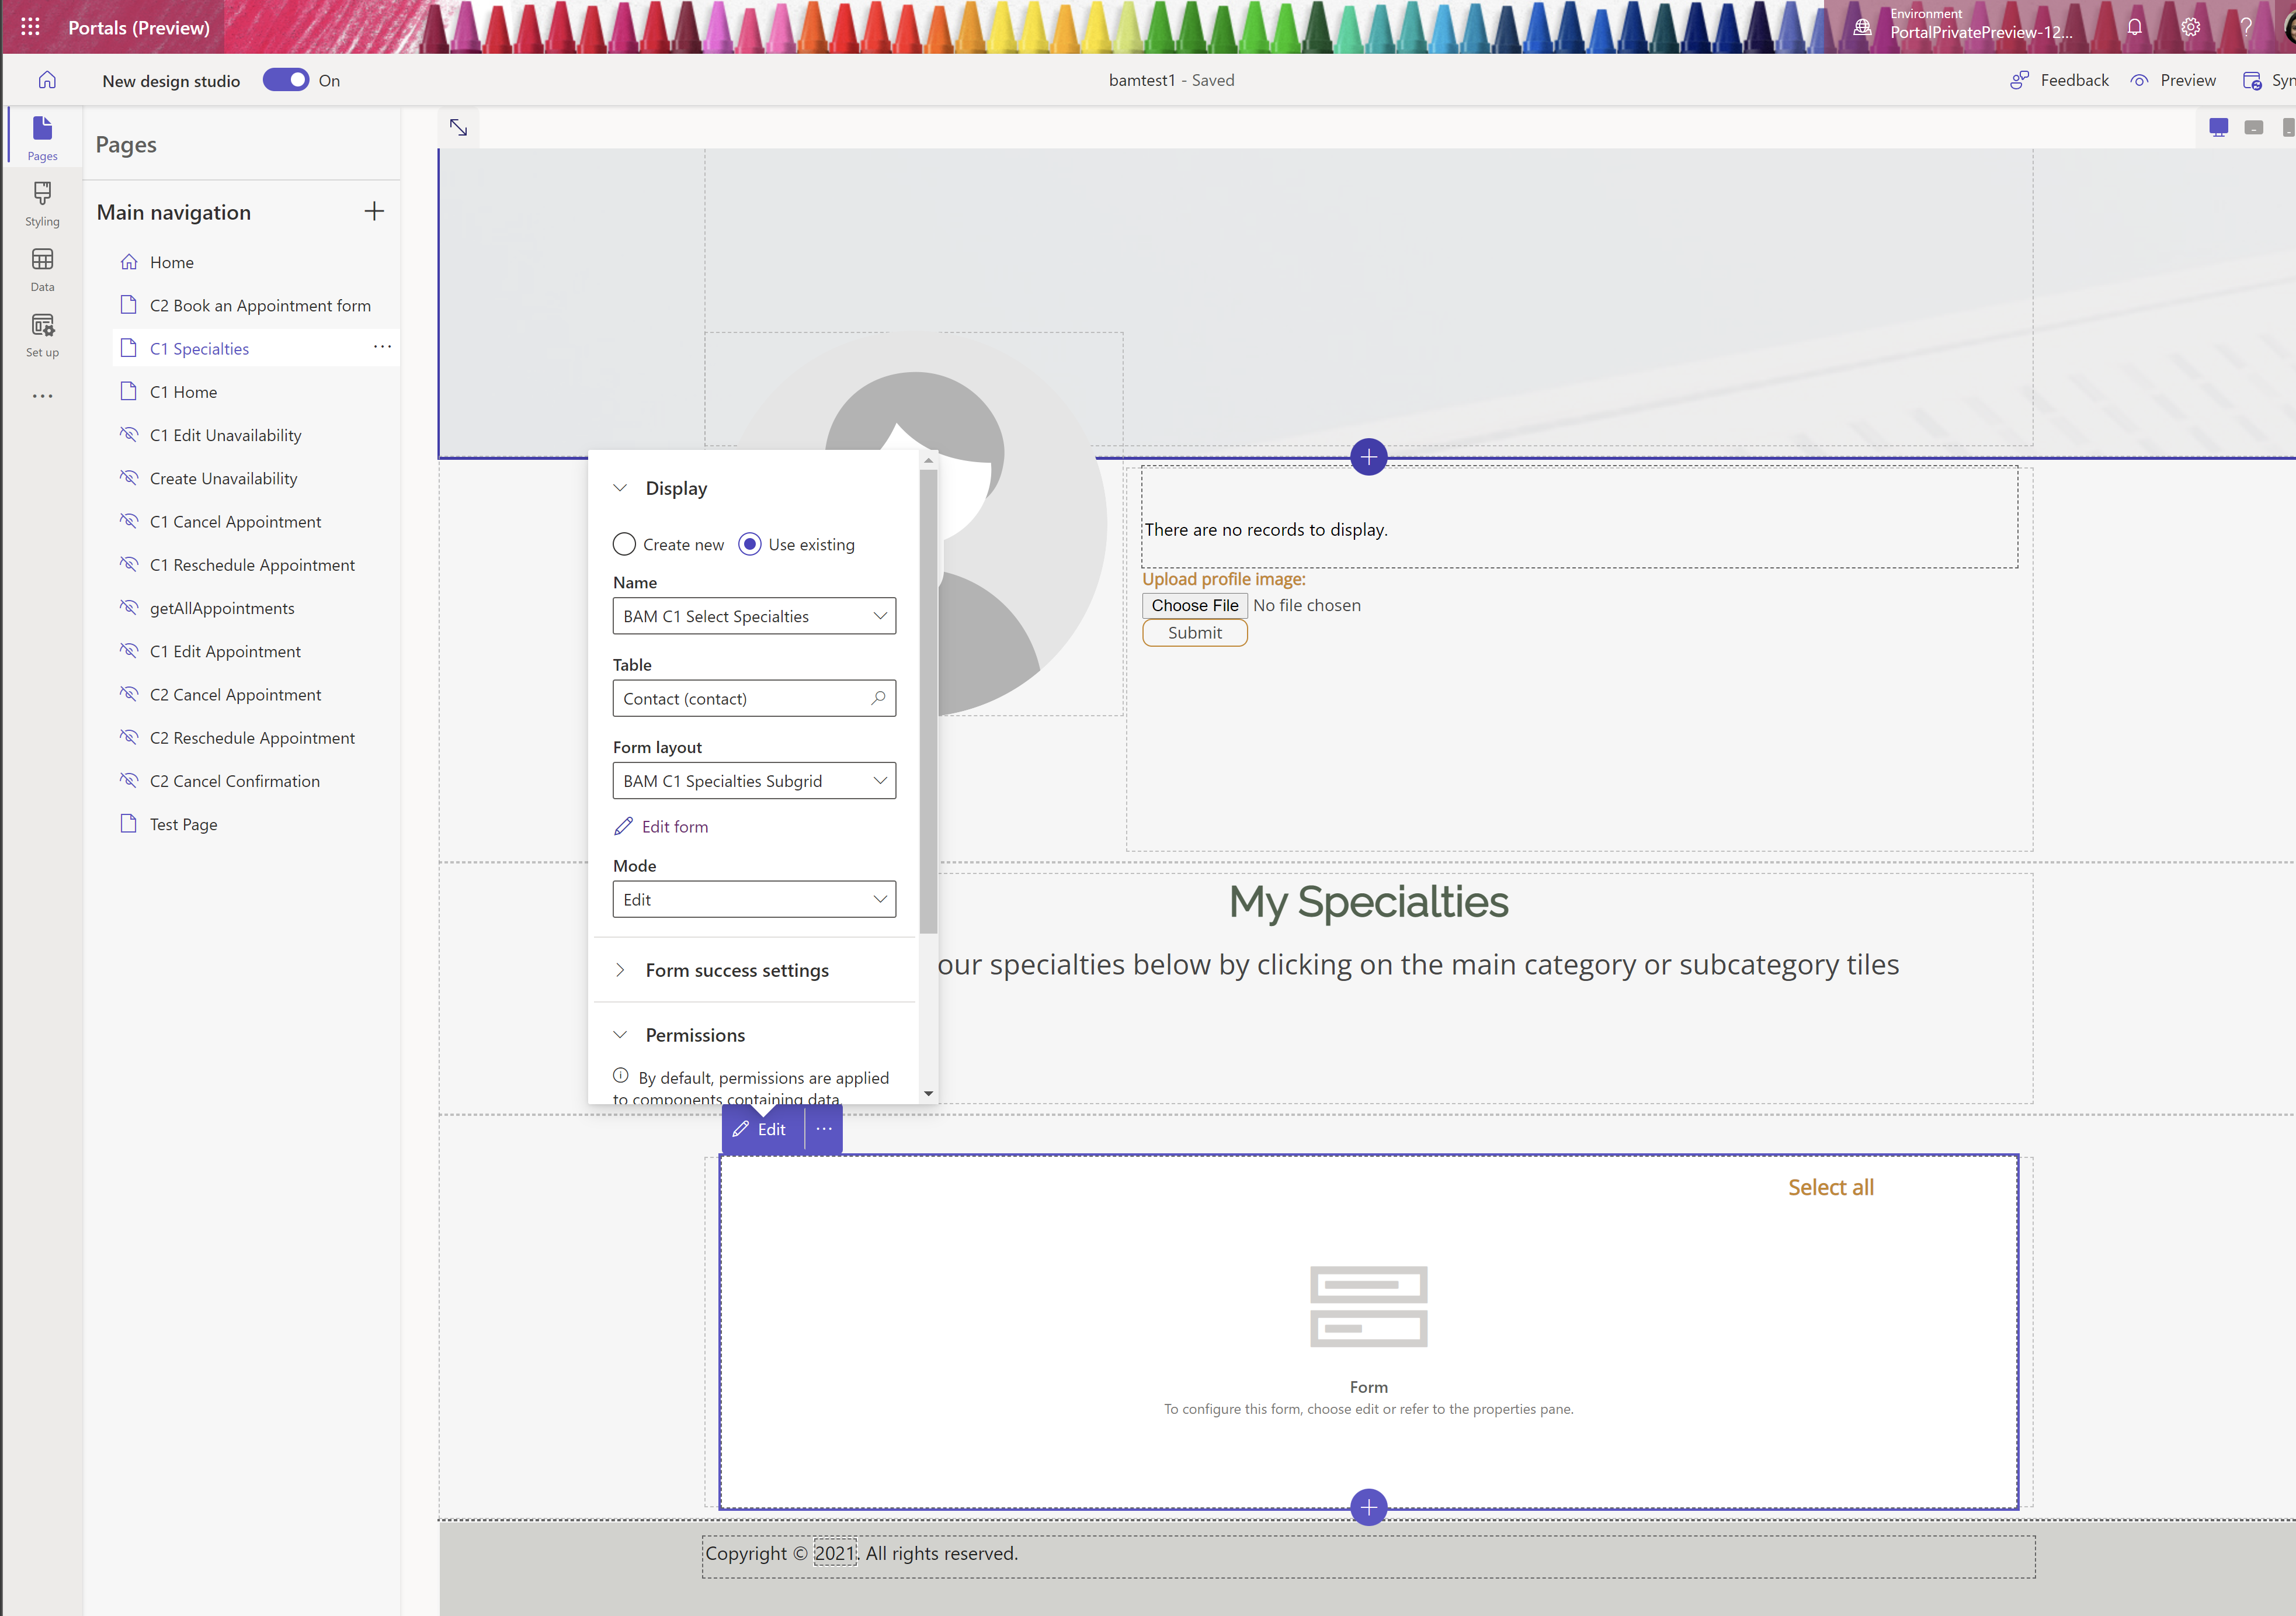 Portals (Preview)
Environment
PortalPrivatePreview-12...
?
New design studio
On
bamtest1 - Saved
Feedback
Preview
Syn
Pages
Styling
Data
Set up
Pages
Main navigation
Home
C2 Book an Appointment form
C1 Specialties
C1 Home
C1 Edit Unavailability
Create Unavailability
C1 Cancel Appointment
C1 Reschedule Appointment
getAllAppointments
C1 Edit Appointment
C2 Cancel Appointment
C2 Reschedule Appointment
C2 Cancel Confirmation
Test Page
Display
Create new
Use existing
Name
BAM C1 Select Specialties
Table
Contact (contact)
Form layout
BAM C1 Specialties Subgrid
Edit form
Mode
Edit
Form success settings
Permissions
By default, permissions are applied
to components containing data
Edit
There are no records to display.
Upload profile image:
Choose File No file chosen
Submit
My Specialties
our specialties below by clicking on the main category or subcategory tiles
Select all
Form
To configure this form, choose edit or refer to the properties pane.
Copyright © 2021. All rights reserved.